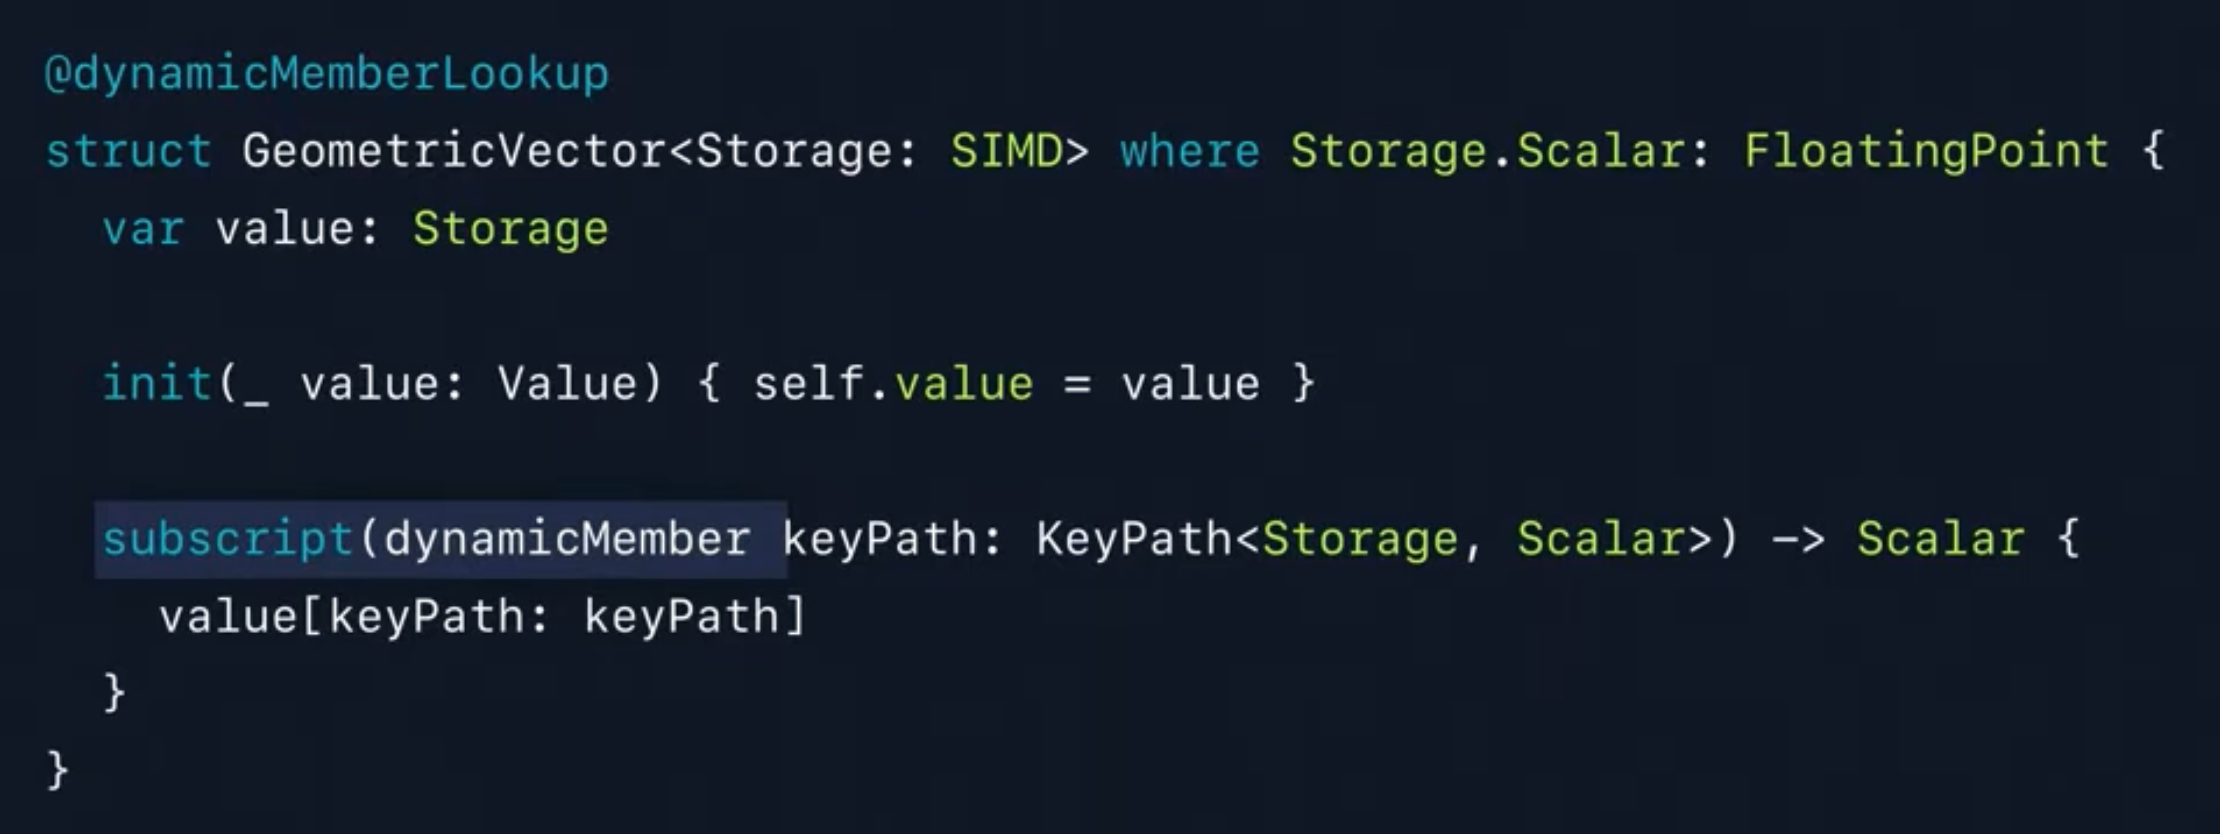 @dynamicMemberLookup
struct GeometricVector<Storage: SIMD> where Storage.Scalar: FloatingPoint {
  var value: Storage

  init(_ value: Value) { self.value = value }

  subscript(dynamicMember keyPath: KeyPath<Storage, Scalar>) -> Scalar {
    value[keyPath: keyPath]
  }
}